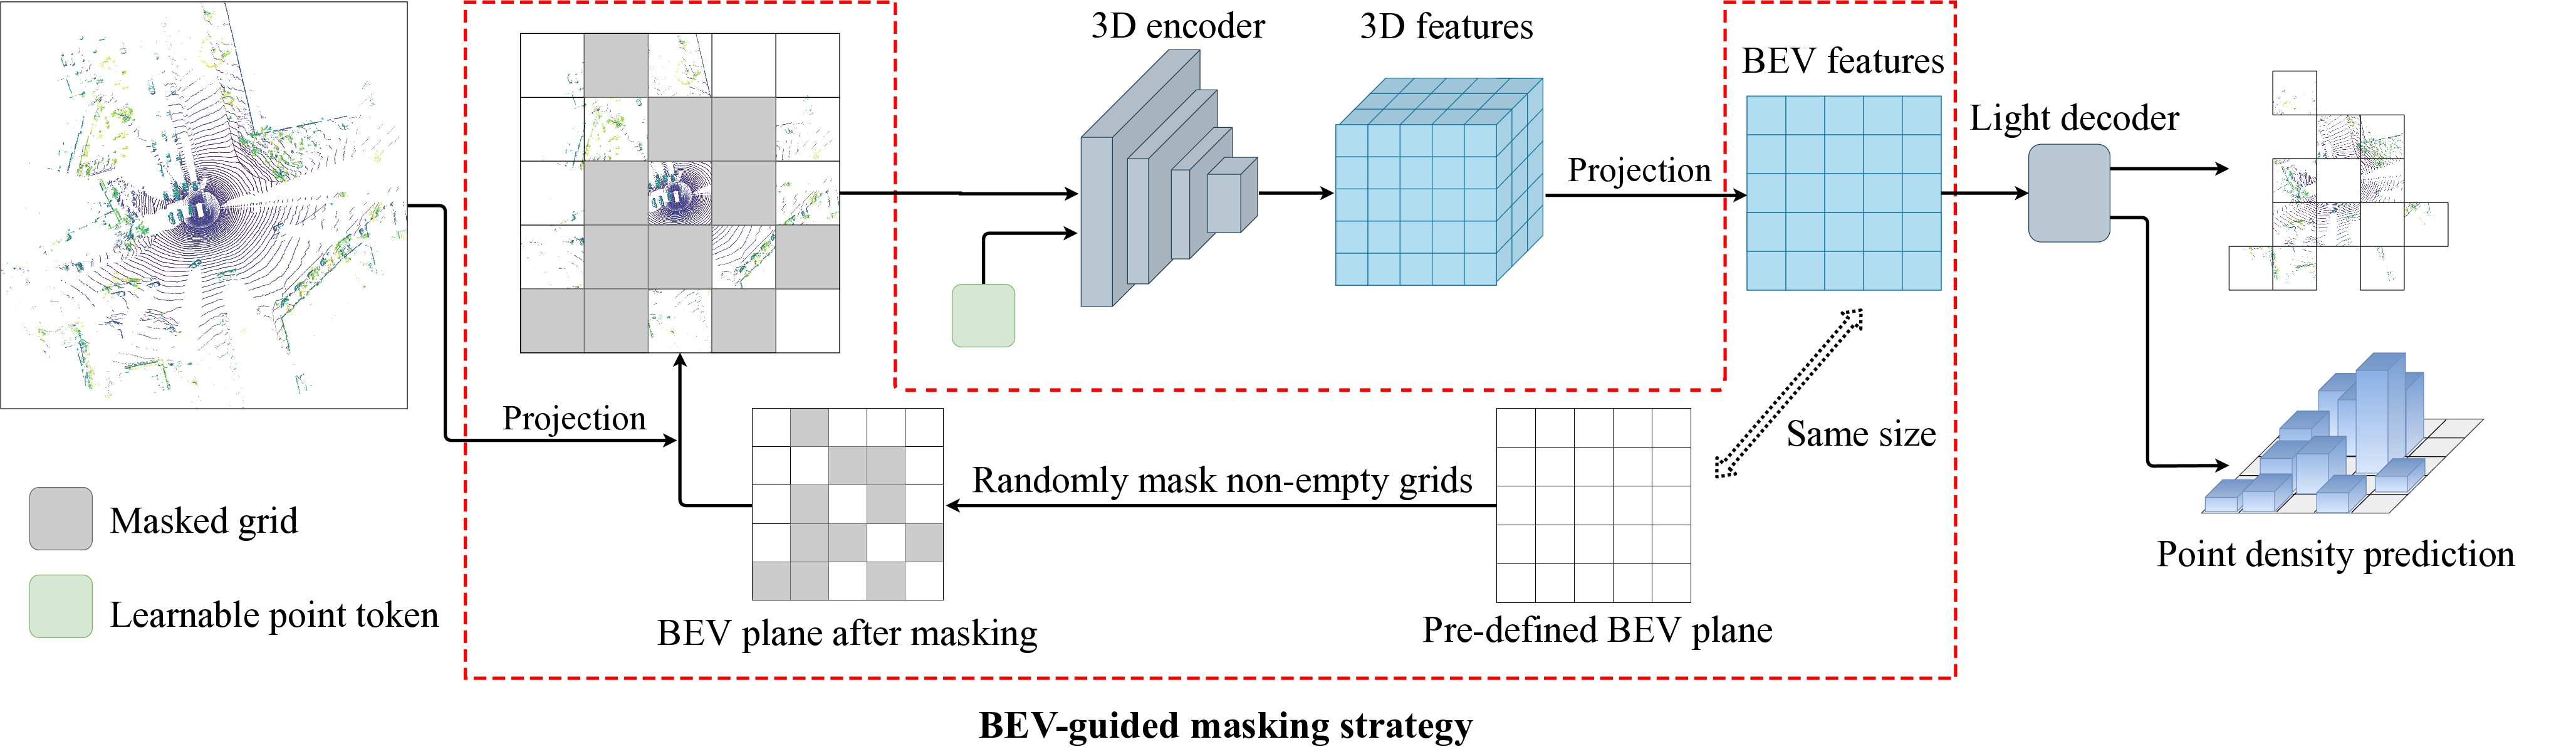 3D encoder
3D features
BEV features
Light decoder
Projection
Projection
Same size
Randomly mask non-empty grids
Masked grid
Learnable point token
BEV plane after masking
Pre-defined BEV plane
Point density prediction
BEV-guided masking strategy